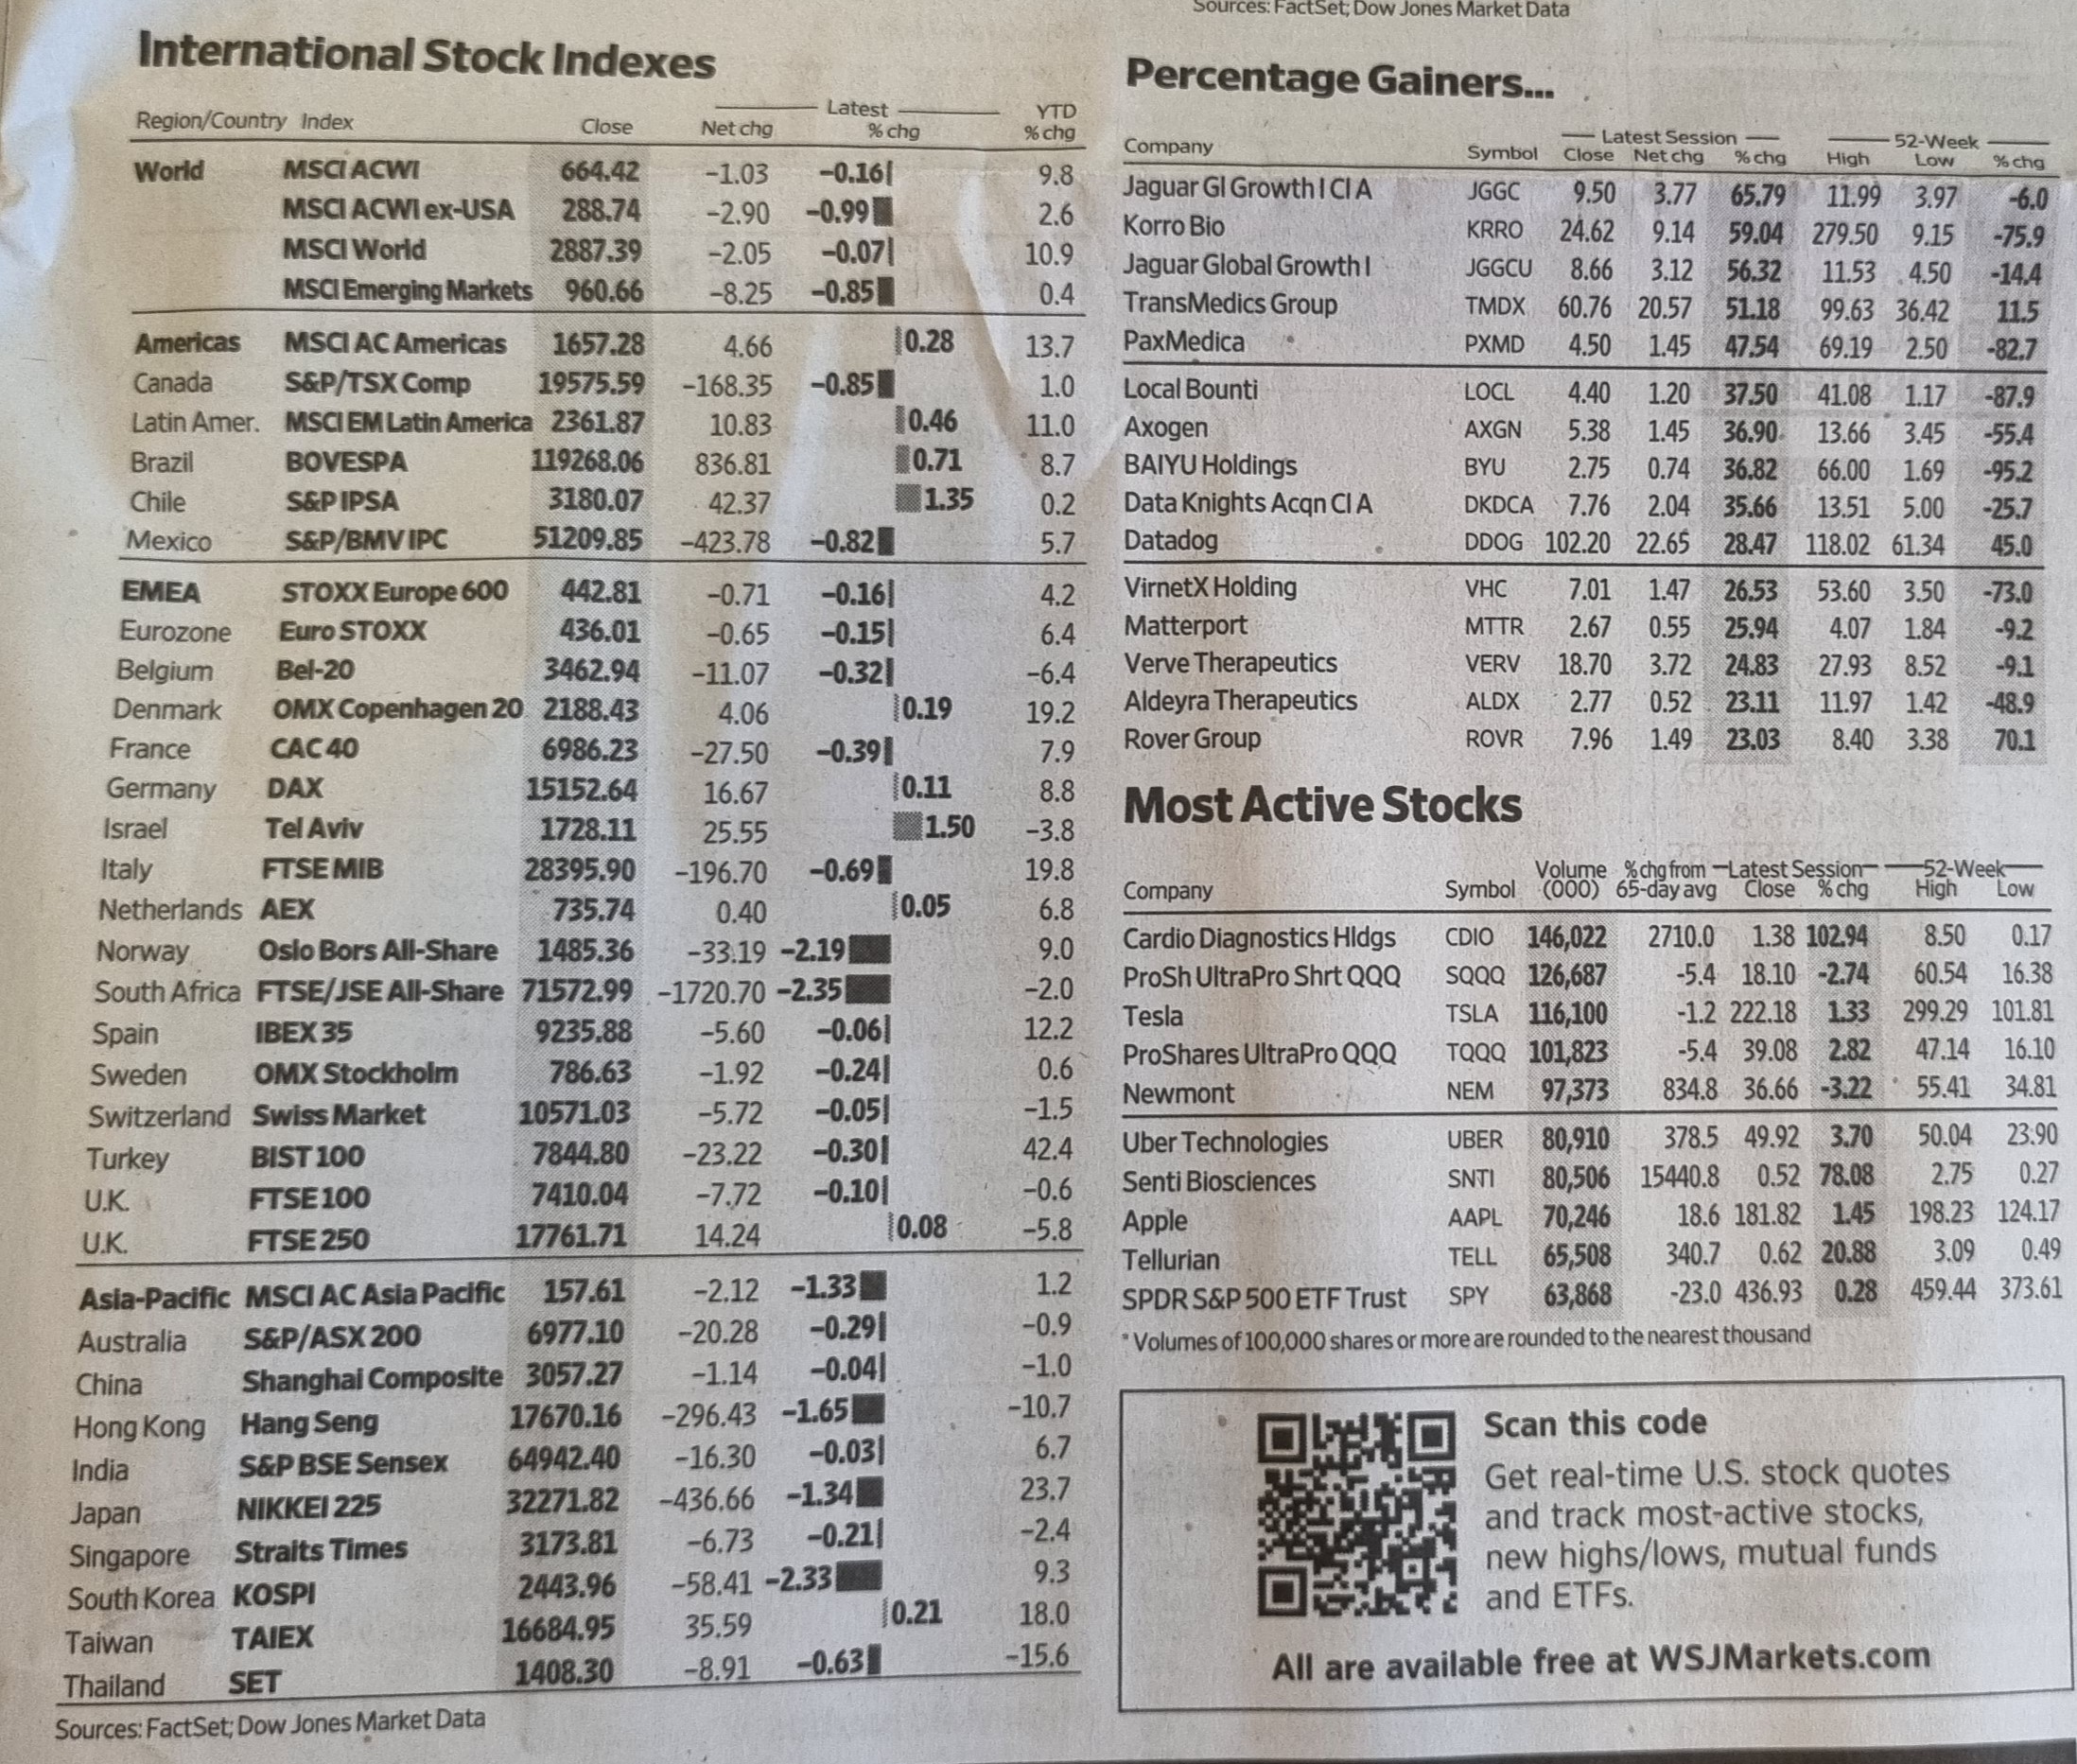 Sources: FactSet; Dow Jones Market Data
International Stock Indexes
Latest YTD
Region/Country Index Close Net chg % chg % chg
World MSCI ACWI 664.42 –1.03 –0.16 9.8
MSCI ACWI ex-USA 288.74 –2.90 –0.99 2.6
MSCI World 2887.39 –2.05 –0.07 10.9
MSCI Emerging Markets 960.66 –8.25 –0.85 0.4
Americas MSCI AC Americas 1657.28 4.66 0.28 13.7
Canada S&P/TSX Comp 19575.59 –168.35 –0.85 1.0
Latin Amer. MSCI EM Latin America 2361.87 10.83 0.46 11.0
Brazil BOVESPA 119268.06 836.81 0.71 8.7
Chile S&P IPSA 3180.07 42.37 1.35 0.2
Mexico S&P/BMV IPC 51209.85 –423.78 –0.82 5.7
EMEA STOXX Europe 600 442.81 –0.71 –0.16 4.2
Eurozone Euro STOXX 436.01 –0.65 –0.15 6.4
Belgium Bel-20 3462.94 –11.07 –0.32 –6.4
Denmark OMX Copenhagen 20 2188.43 4.06 0.19 19.2
France CAC 40 6986.23 –27.50 –0.39 7.9
Germany DAX 15152.64 16.67 0.11 8.8
Israel Tel Aviv 1728.11 25.55 1.50 –3.8
Italy FTSE MIB 28395.90 –196.70 –0.69 19.8
Netherlands AEX 735.74 0.40 0.05 6.8
Norway Oslo Bors All-Share 1485.36 –33.19 –2.19 9.0
South Africa FTSE/JSE All-Share 71572.99 –1720.70 –2.35 –2.0
Spain IBEX 35 9235.88 –5.60 –0.06 12.2
Sweden OMX Stockholm 786.63 –1.92 –0.24 0.6
Switzerland Swiss Market 10571.03 –5.72 –0.05 –1.5
Turkey BIST 100 7844.80 –23.22 –0.30 42.4
U.K. FTSE 100 7410.04 –7.72 –0.10 –0.6
U.K. FTSE 250 17761.71 14.24 0.08 –5.8
Asia-Pacific MSCI AC Asia Pacific 157.61 –2.12 –1.33 1.2
Australia S&P/ASX 200 6977.10 –20.28 –0.29 –0.9
China Shanghai Composite 3057.27 –1.14 –0.04 –1.0
Hong Kong Hang Seng 17670.16 –296.43 –1.65 –10.7
India S&P BSE Sensex 64942.40 –16.30 –0.03 6.7
Japan NIKKEI 225 32271.82 –436.66 –1.34 23.7
Singapore Straits Times 3173.81 –6.73 –0.21 –2.4
South Korea KOSPI 2443.96 –58.41 –2.33 9.3
Taiwan TAIEX 16684.95 35.59 0.21 18.0
Thailand SET 1408.30 –8.91 –0.63 –15.6
Sources: FactSet; Dow Jones Market Data
Percentage Gainers...
Latest Session 52-Week
Company Symbol Close Net chg % chg High Low % chg
Jaguar Gl Growth I Cl A JGGC 9.50 3.77 65.79 11.99 3.97 -6.0
Korro Bio KRRO 24.62 9.14 59.04 279.50 9.15 -75.9
Jaguar Global Growth I JGGCU 8.66 3.12 56.32 11.53 4.50 -14.4
TransMedics Group TMDX 60.76 20.57 51.18 99.63 36.42 11.5
PaxMedica PXMD 4.50 1.45 47.54 69.19 2.50 -82.7
Local Bounti LOCL 4.40 1.20 37.50 41.08 1.17 -87.9
Axogen AXGN 5.38 1.45 36.90 13.66 3.45 -55.4
BAIYU Holdings BYU 2.75 0.74 36.82 66.00 1.69 -95.2
Data Knights Acqn Cl A DKDCA 7.76 2.04 35.66 13.51 5.00 -25.7
Datadog DDOG 102.20 22.65 28.47 118.02 61.34 45.0
VirnetX Holding VHC 7.01 1.47 26.53 53.60 3.50 -73.0
Matterport MTTR 2.67 0.55 25.94 4.07 1.84 -9.2
Verve Therapeutics VERV 18.70 3.72 24.83 27.93 8.52 -9.1
Aldeyra Therapeutics ALDX 2.77 0.52 23.11 11.97 1.42 -48.9
Rover Group ROVR 7.96 1.49 23.03 8.40 3.38 70.1
Most Active Stocks
Volume % chg from Latest Session 52-Week
Company Symbol (000) 65-day avg Close % chg High Low
Cardio Diagnostics Hldgs CDIO 146,022 2710.0 1.38 102.94 8.50 0.17
ProSh UltraPro Shrt QQQ SQQQ 126,687 -5.4 18.10 -2.74 60.54 16.38
Tesla TSLA 116,100 -1.2 222.18 1.33 299.29 101.81
ProShares UltraPro QQQ TQQQ 101,823 -5.4 39.08 2.82 47.14 16.10
Newmont NEM 97,373 834.8 36.66 -3.22 55.41 34.81
Uber Technologies UBER 80,910 378.5 49.92 3.70 50.04 23.90
Senti Biosciences SNTI 80,506 15440.8 0.52 78.08 2.75 0.27
Apple AAPL 70,246 18.6 181.82 1.45 198.23 124.17
Tellurian TELL 65,508 340.7 0.62 20.88 3.09 0.49
SPDR S&P 500 ETF Trust SPY 63,868 -23.0 436.93 0.28 459.44 373.61
* Volumes of 100,000 shares or more are rounded to the nearest thousand
Scan this code
Get real-time U.S. stock quotes
and track most-active stocks,
new highs/lows, mutual funds
and ETFs.
All are available free at WSJMarkets.com